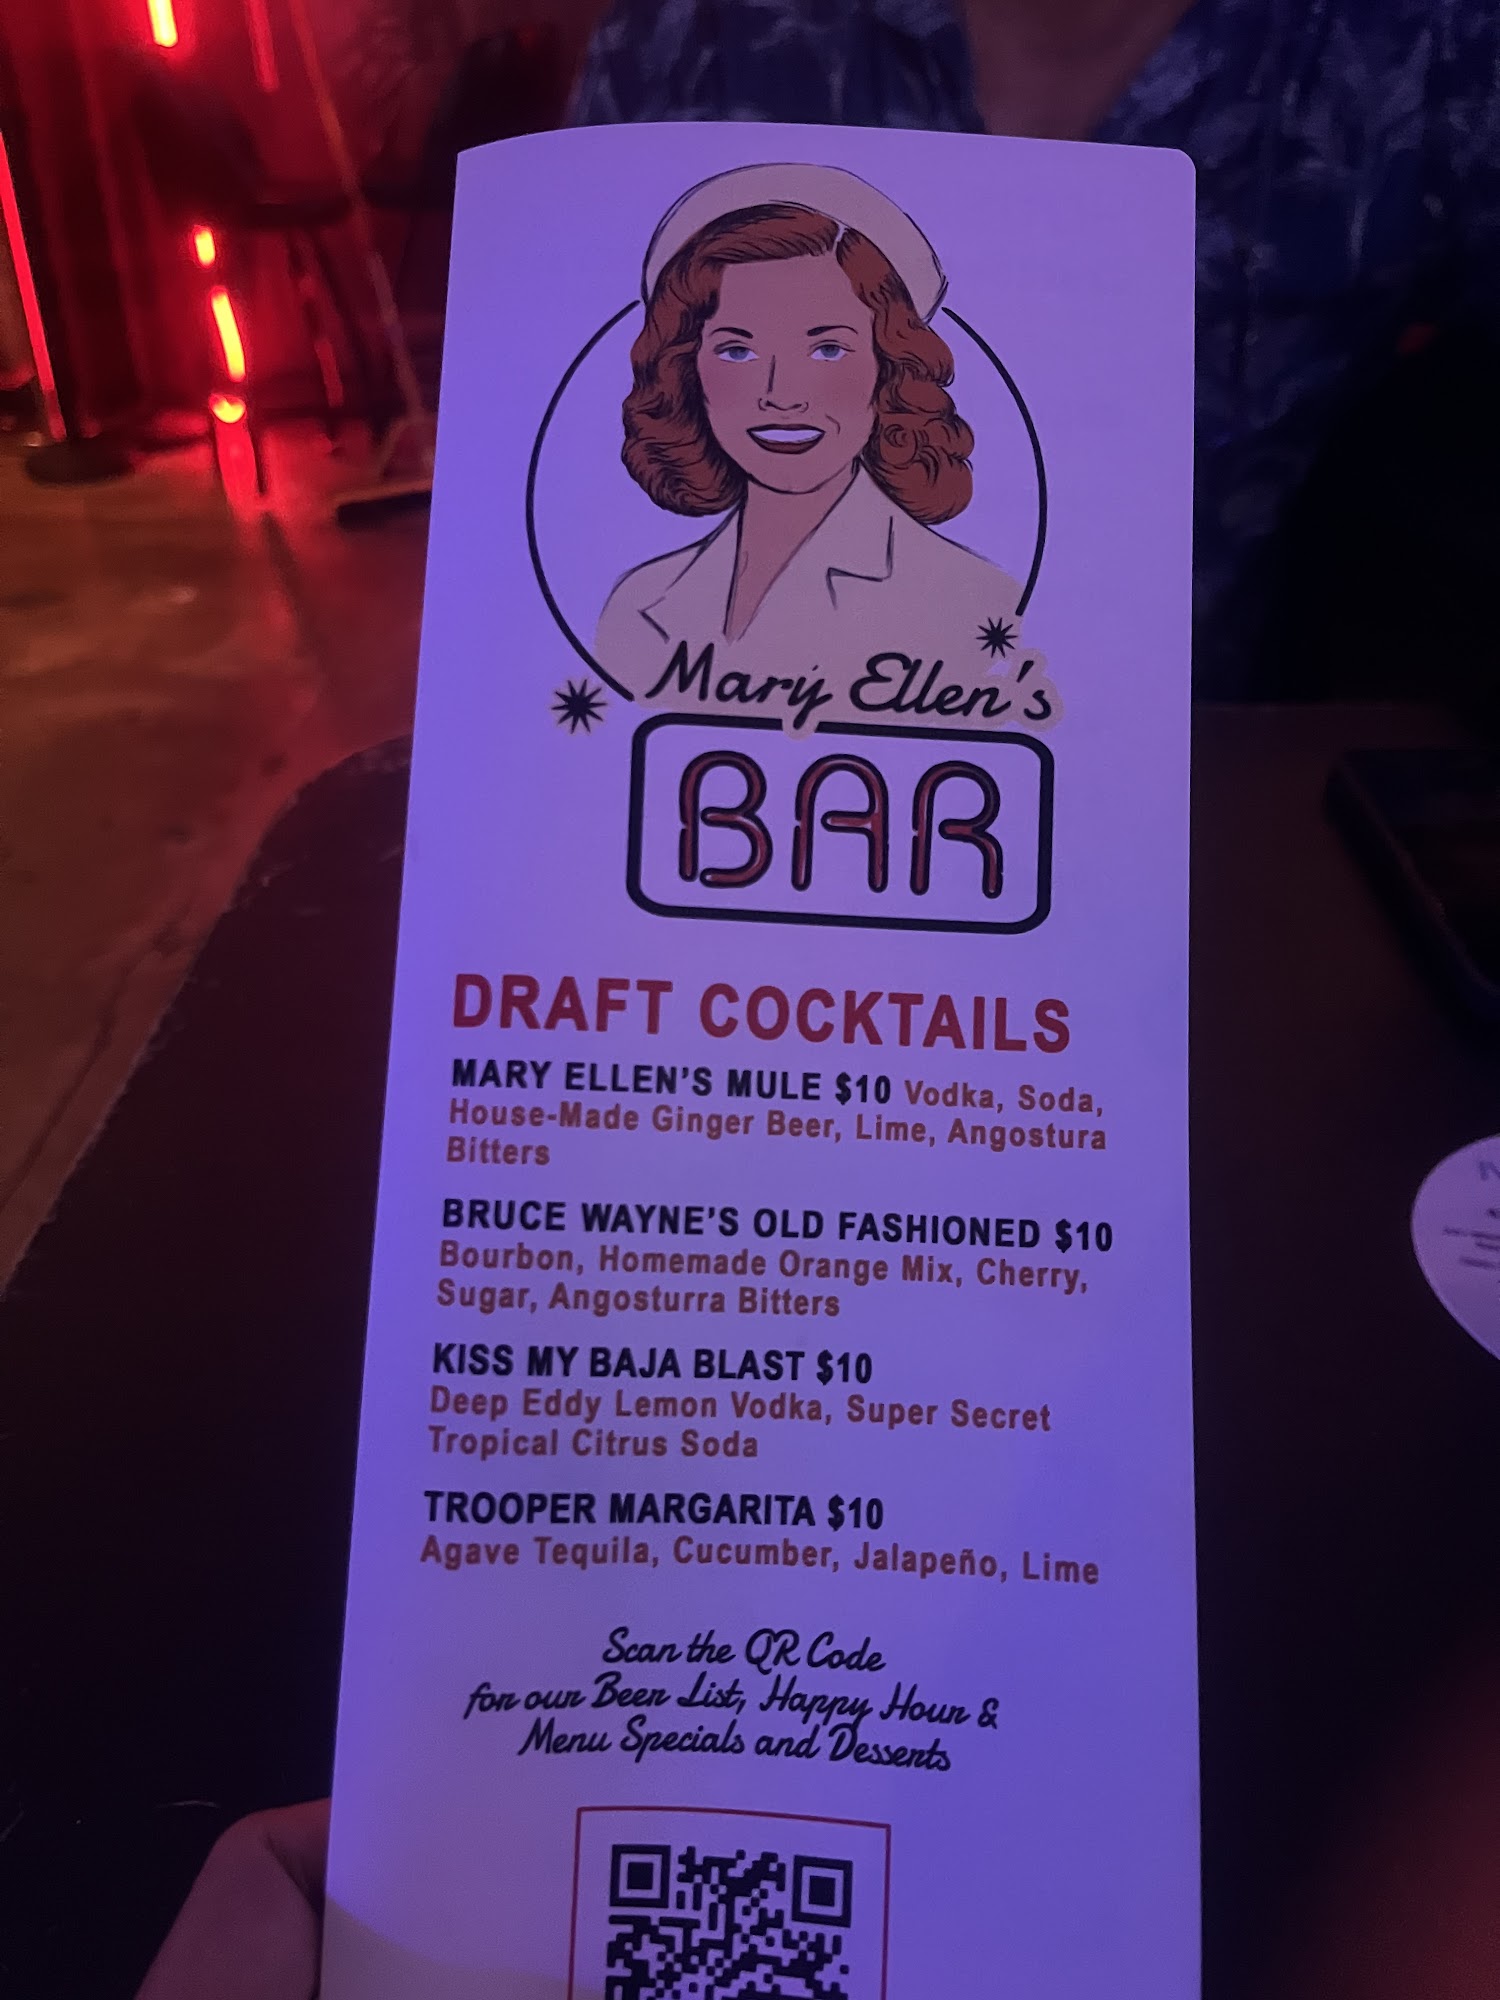 Mary Ellen's
BAR
DRAFT COCKTAILS
MARY ELLEN'S MULE $10 Vodka, Soda,
House-Made Ginger Beer, Lime, Angostura
Bitters
BRUCE WAYNE'S OLD FASHIONED $10
Bourbon, Homemade Orange Mix, Cherry,
Sugar, Angosturra Bitters
KISS MY BAJA BLAST $10
Deep Eddy Lemon Vodka, Super Secret
Tropical Citrus Soda
TROOPER MARGARITA $10
Agave Tequila, Cucumber, Jalapeño, Lime
Scan the QR Code
for our Beer List, Happy Hour &
Menu Specials and Desserts